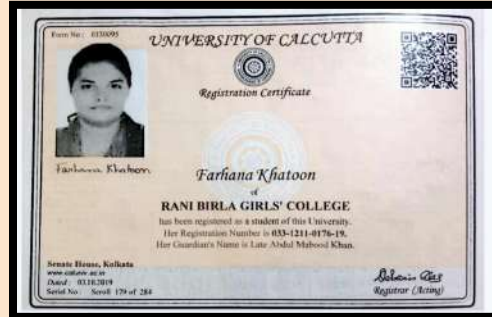 Form No : 0150095
UNIVERSITY OF CALCUTTA
Registration Certificate
Farhana Khatoon
Farhana Khatoon
of
RANI BIRLA GIRLS' COLLEGE
has been registered as a student of this University.
Her Registration Number is 033-1211-0176-19.
Her Guardian's Name is Late Abdul Mabood Khan.
Senate House, Kolkata
www.caluniv.ac.in
Dated : 03.10.2019
Serial No : Scroll 179 of 284
Registrar (Acting)